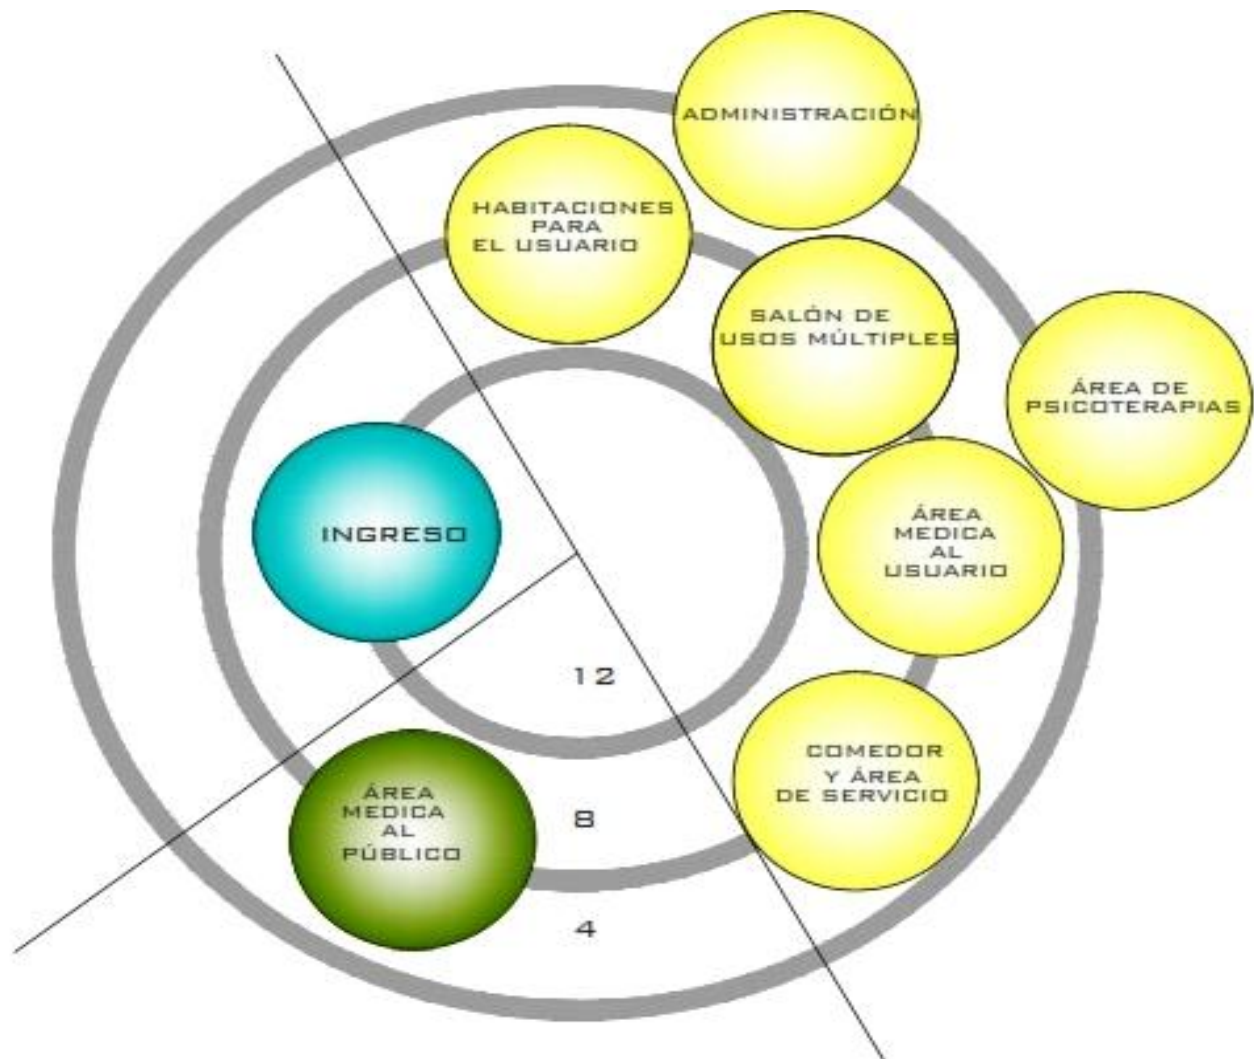 ADMINISTRACIÓN
HABITACIONES
PARA
EL USUARIO
SALÓN DE
USOS MÚLTIPLES
ÁREA DE
PSICOTERAPIAS
INGRESO
ÁREA
MEDICA
AL
USUARIO
12
COMEDOR
Y ÁREA
DE SERVICIO
ÁREA
MEDICA
AL
PÚBLICO
8
4